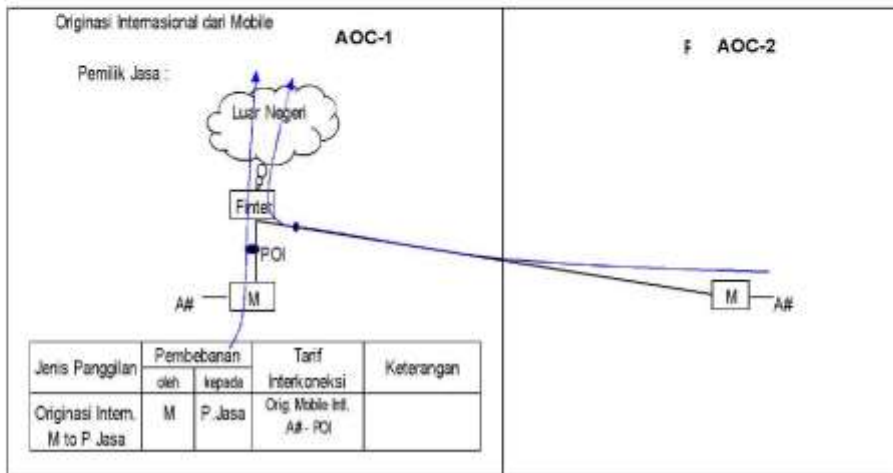 Originasi Internasional dari Mobile
AOC-1
AOC-2
Pemilik Jasa :
Luar Negeri
Finter
POI
A#
M
M
A#
Jenis Panggilan
Pembebanan
oleh
kepada
Tarif
Interkoneksi
Keterangan
Originasi Intern.
M to P Jasa
M
P.Jasa
Orig. Mobile Int.
A# - POI